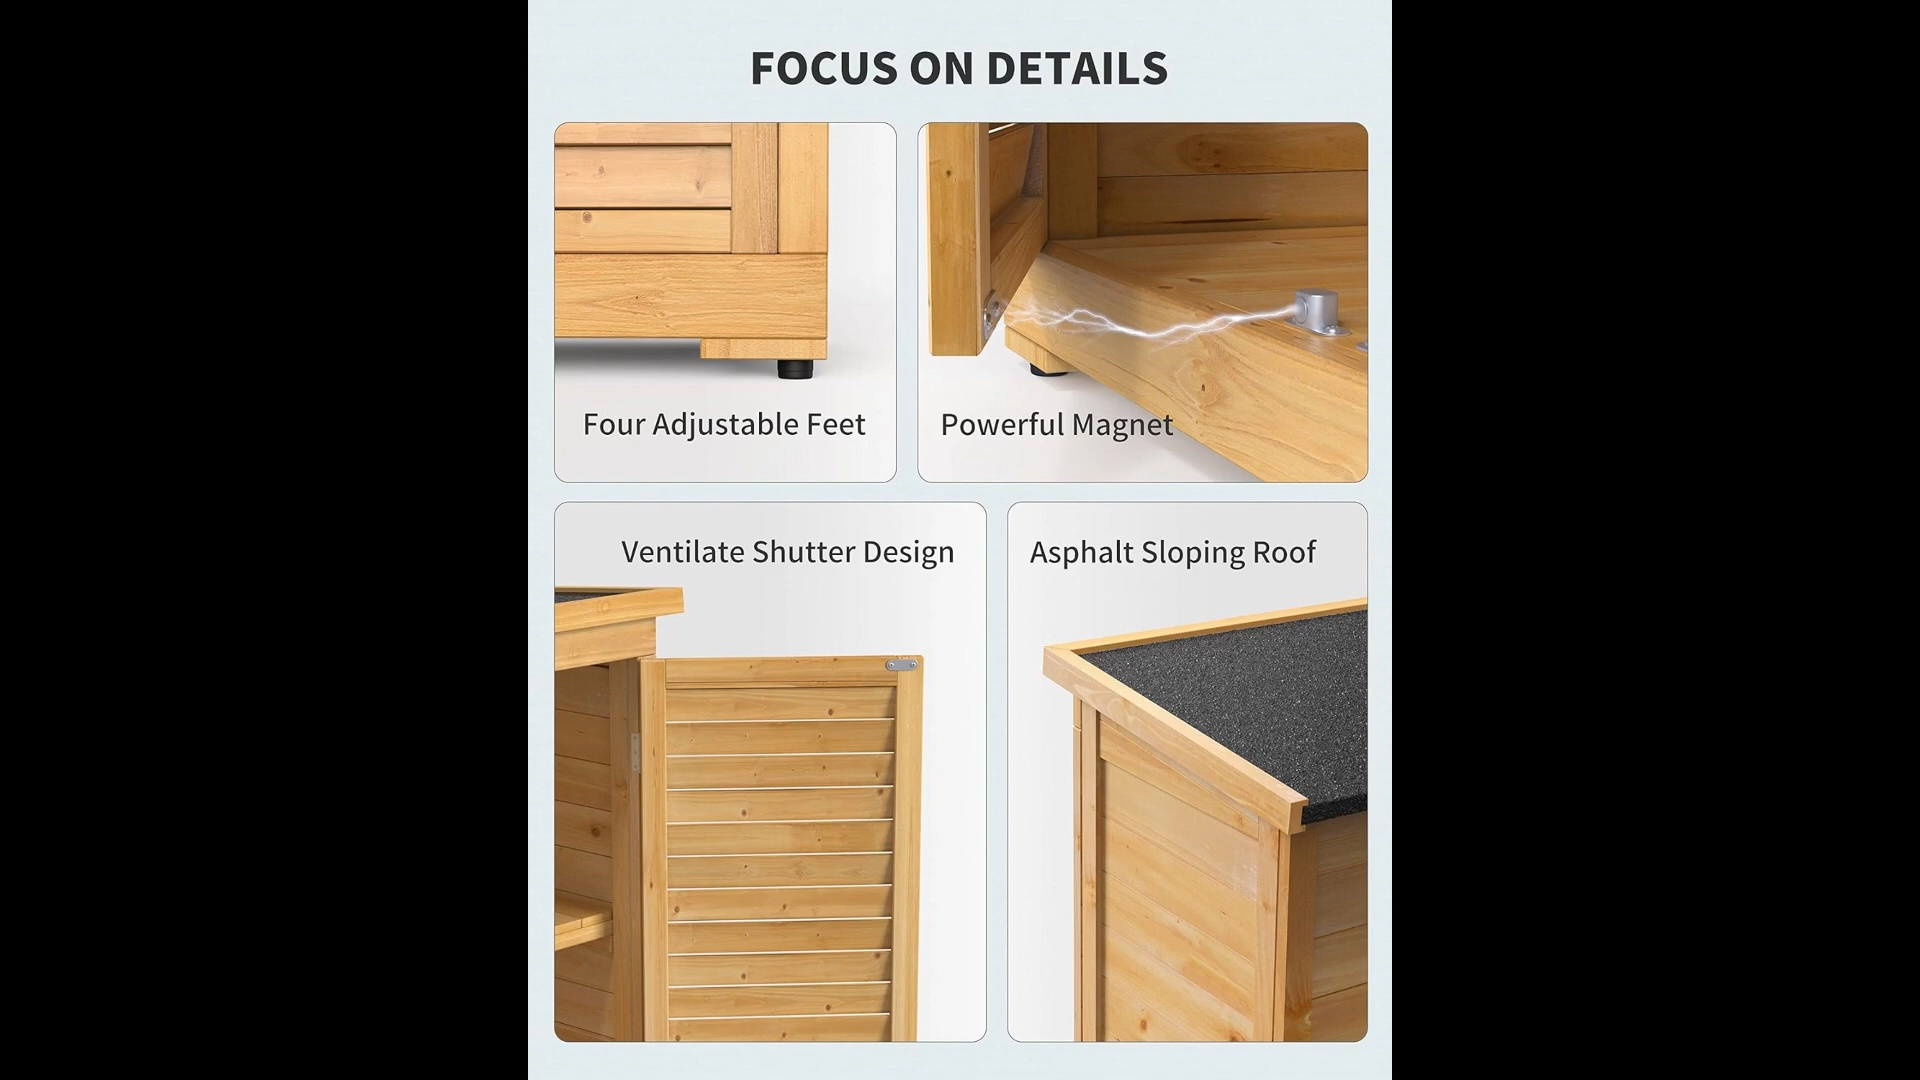 FOCUS ON DETAILS
Four Adjustable Feet
Powerful Magnet
Ventilate Shutter Design
Asphalt Sloping Roof